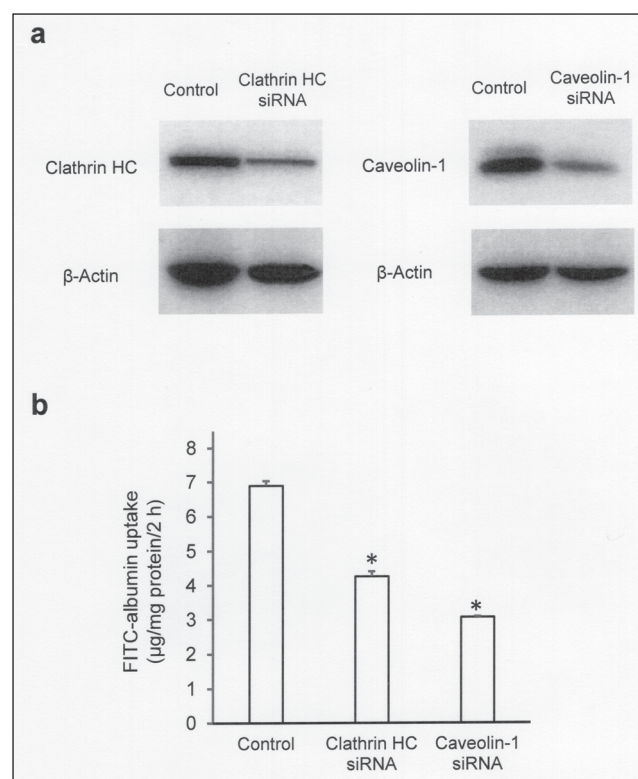 a
Control
Clathrin HC
siRNA
Control
Caveolin-1
siRNA
Clathrin HC
Caveolin-1
β-Actin
β-Actin
b
FITC-albumin uptake
(μg/mg protein/2 h)
8
7
6
5
4
3
2
1
0
*
*
Control
Clathrin HC
siRNA
Caveolin-1
siRNA